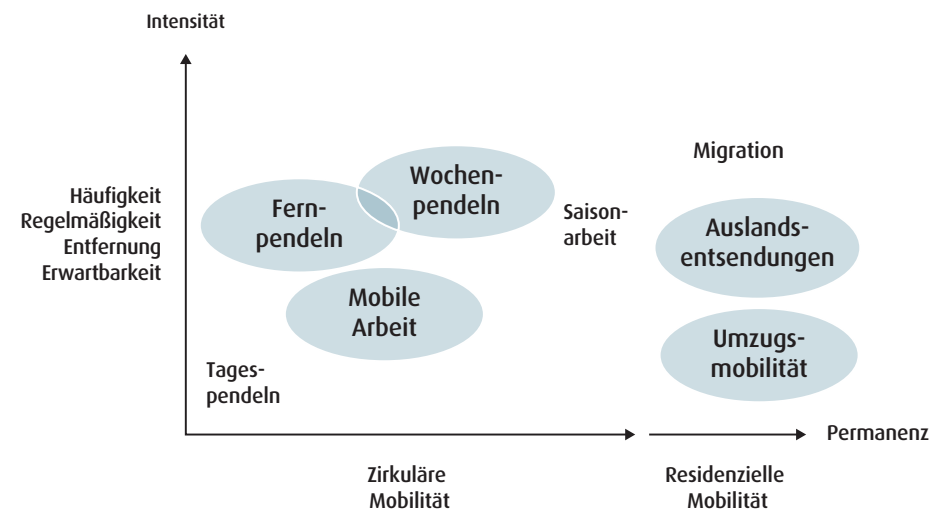 Intensität
Häufigkeit
Regelmäßigkeit
Entfernung
Erwartbarkeit
Fern-
pendeln
Wochen-
pendeln
Mobile
Arbeit
Tages-
pendeln
Saison-
arbeit
Migration
Auslands-
entsendungen
Umzugs-
mobilität
Permanenz
Zirkuläre
Mobilität
Residenzielle
Mobilität